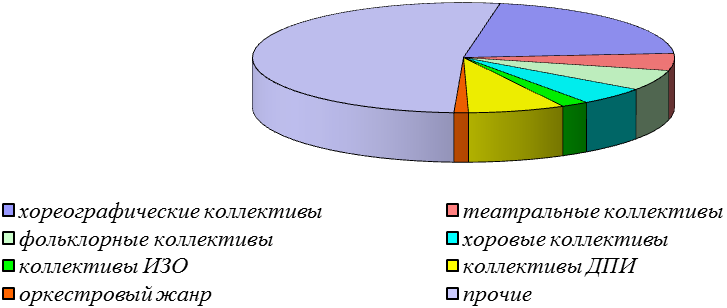 хореографические коллективы театральные коллективы
фольклорные коллективы хоровые коллективы
коллективы ИЗО коллективы ДПИ
оркестровый жанр прочие